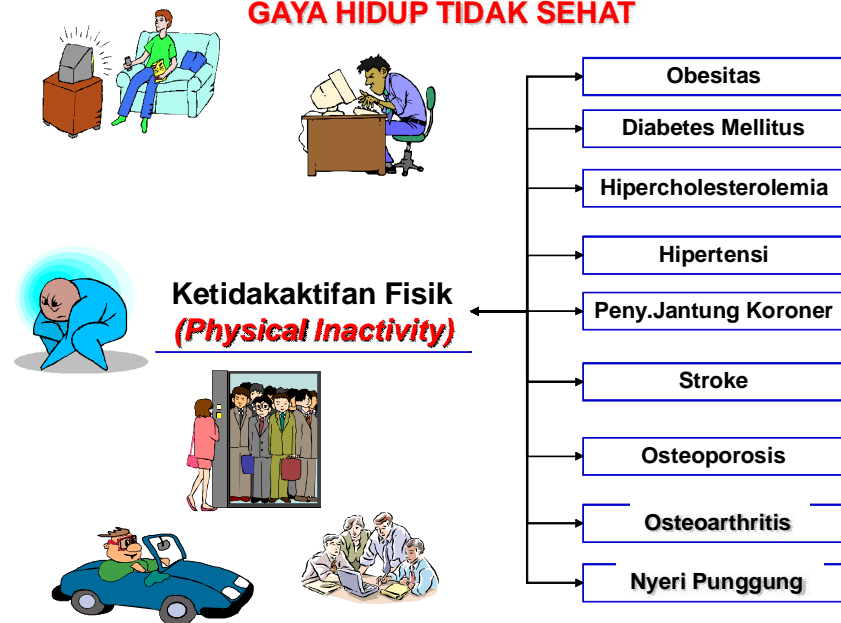 GAYA HIDUP TIDAK SEHAT
Obesitas
Diabetes Mellitus
Hipercholesterolemia
Hipertensi
Ketidakaktifan Fisik
(Physical Inactivity)
Peny.Jantung Koroner
Stroke
Osteoporosis
Osteoarthritis
Nyeri Punggung